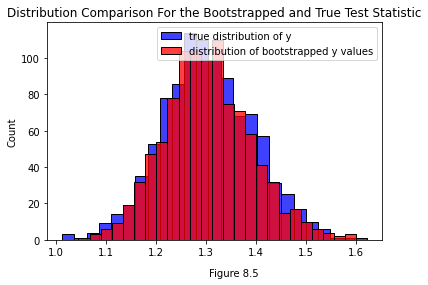 Distribution Comparison For the Bootstrapped and True Test Statistic
true distribution of y
distribution of bootstrapped y values
Count
100
80
60
40
20
0
1.0 1.1 1.2 1.3 1.4 1.5 1.6
Figure 8.5